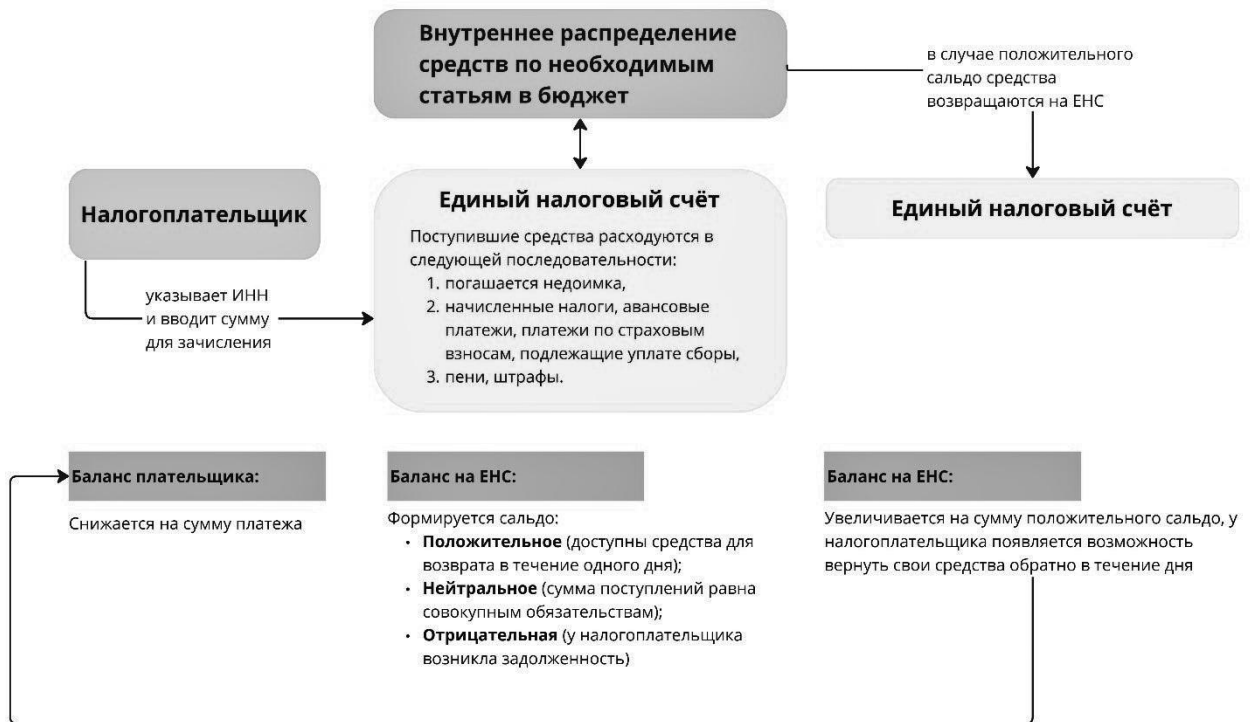 Внутреннее распределение
средств по необходимым
статьям в бюджет
в случае положительного
сальдо средства
возвращаются на ЕНС
Налогоплательщик
указывает ИНН
и вводит сумму
для зачисления
Единый налоговый счёт
Поступившие средства расходуются в
следующей последовательности:
1. погашается недоимка,
2. начисленные налоги, авансовые
платежи, платежи по страховым
взносам, подлежащие уплате сборы,
3. пени, штрафы.
Единый налоговый счёт
Баланс плательщика:
Снижается на сумму платежа
Баланс на ЕНС:
Формируется сальдо:
• Положительное (доступны средства для
возврата в течение одного дня);
• Нейтральное (сумма поступлений равна
совокупным обязательствам);
• Отрицательная (у налогоплательщика
возникла задолженность)
Баланс на ЕНС:
Увеличивается на сумму положительного сальдо, у
налогоплательщика появляется возможность
вернуть свои средства обратно в течение дня